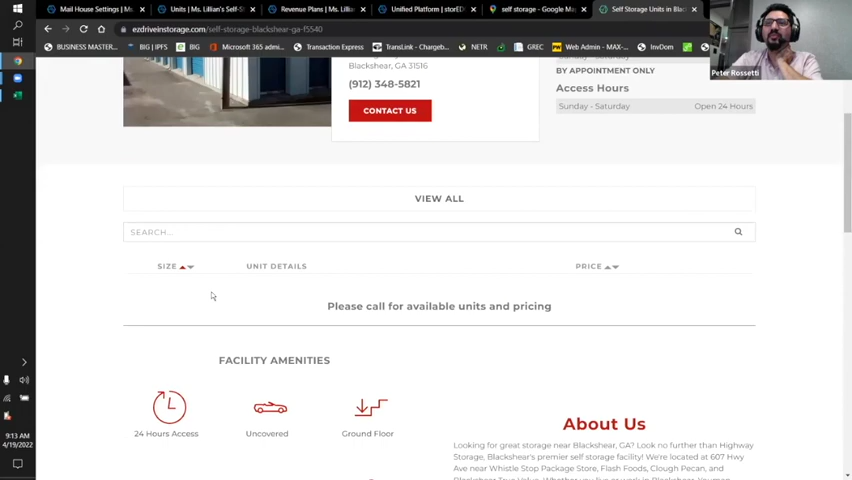 Mail House Settings | Ms.
Units | Ms. Lillian's Self-S
Revenue Plans | Ms. Lillian
Unified Platform | storED
self storage - Google Ma
Self Storage Units in Blac
ezdriveinstorage.com/self-storage-blackshear-ga-f5540
BUSINESS MASTER...
BIG | IPFS
BIG
Microsoft 365 admi...
Transaction Express
TransLink - Chargeb...
NETR
GREC
Web Admin - MAX-...
InvDom
Peter Rossetti
Blackshear, GA 31516
(912) 348-5821
CONTACT US
Sunday - Saturday
BY APPOINTMENT ONLY
Access Hours
Sunday - Saturday Open 24 Hours
VIEW ALL
SEARCH...
SIZE UNIT DETAILS PRICE
Please call for available units and pricing
FACILITY AMENITIES
24 Hours Access
Uncovered
Ground Floor
About Us
Looking for great storage near Blackshear, GA? Look no further than Highway
Storage, Blackshear's premier self storage facility! We're located at 607 Hwy
Ave near Whistle Stop Package Store, Flash Foods, Clough Pecan, and
9:13 AM
4/19/2022